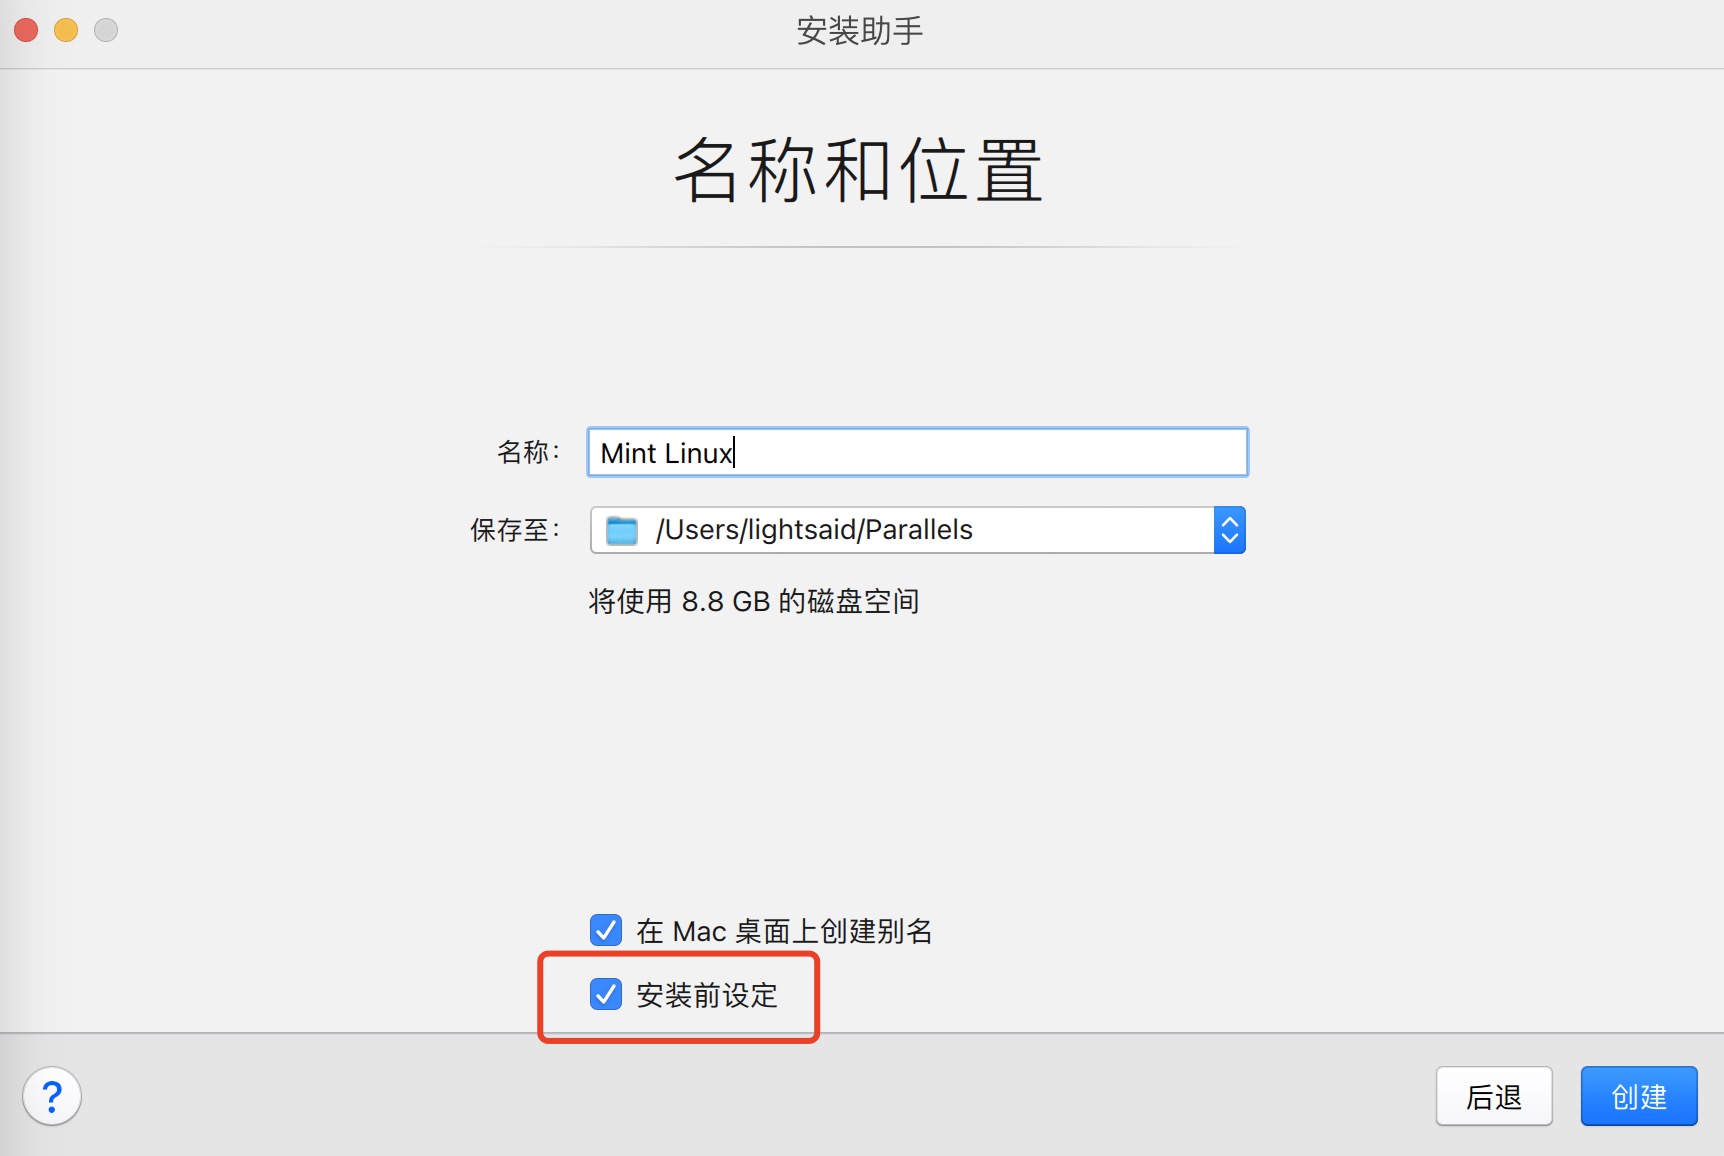 安装助手
名称和位置
名称：
Mint Linux
保存至：
/Users/lightsaid/Parallels
将使用 8.8 GB 的磁盘空间
在 Mac 桌面上创建别名
安装前设定
?
后退
创建